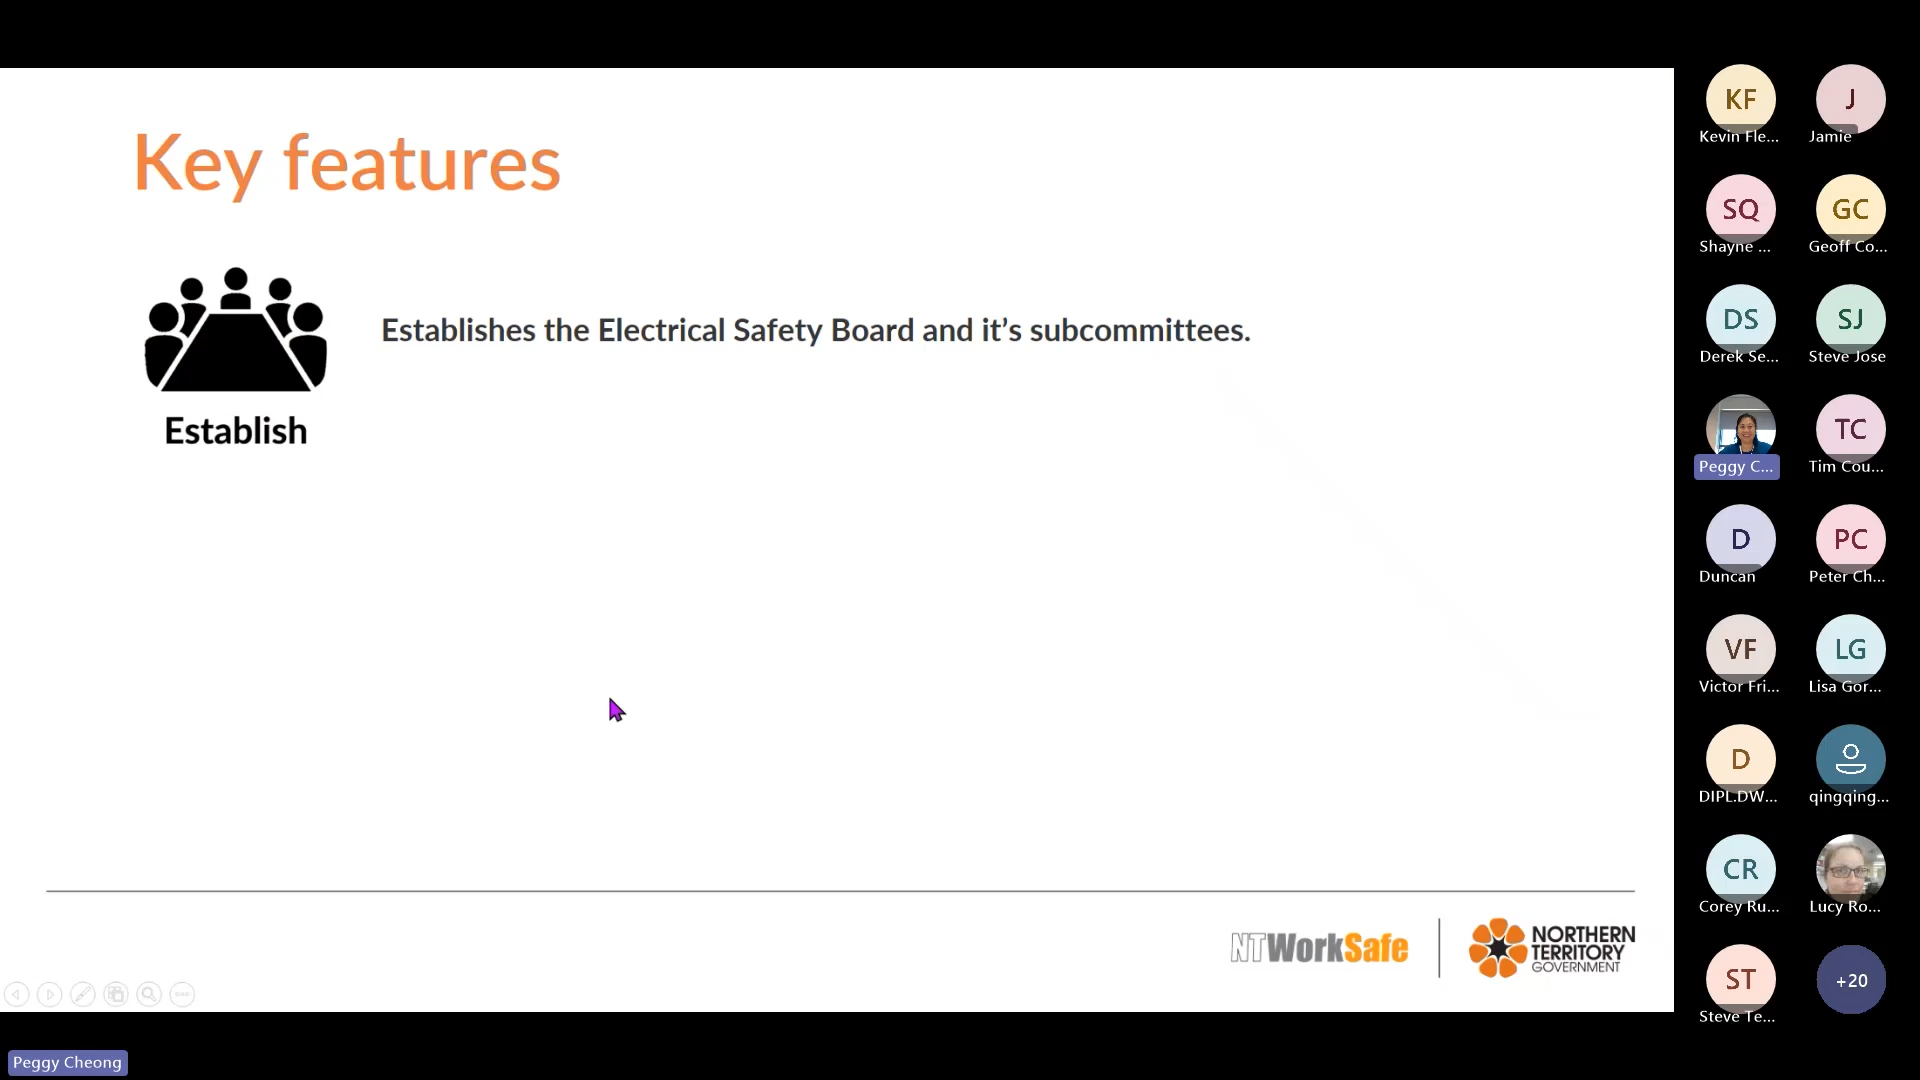 Key features
Establishes the Electrical Safety Board and it's subcommittees.
Establish
NTWorkSafe
NORTHERN
TERRITORY
GOVERNMENT
KF
Kevin Fle...
J
Jamie
SQ
Shayne ...
GC
Geoff Co...
DS
Derek Se...
SJ
Steve Jose
Peggy C...
TC
Tim Cou...
D
Duncan
PC
Peter Ch...
VF
Victor Fri...
LG
Lisa Gor...
D
DIPL.DW...
qingqing...
CR
Corey Ru...
Lucy Ro...
ST
Steve Te...
+20
Peggy Cheong